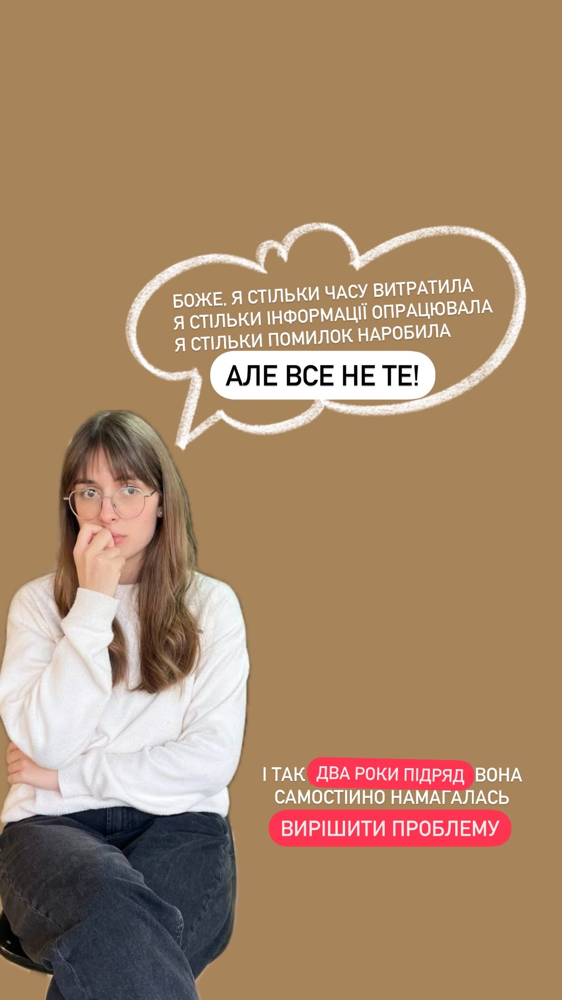 БОЖЕ, Я СТІЛЬКИ ЧАСУ ВИТРАТИЛА
Я СТІЛЬКИ ІНФОРМАЦІЇ ОПРАЦЮВАЛА
Я СТІЛЬКИ ПОМИЛОК НАРОБИЛА
АЛЕ ВСЕ НЕ ТЕ!
І ТАК ДВА РОКИ ПІДРЯД ВОНА
САМОСТІЙНО НАМАГАЛАСЬ
ВИРІШИТИ ПРОБЛЕМУ